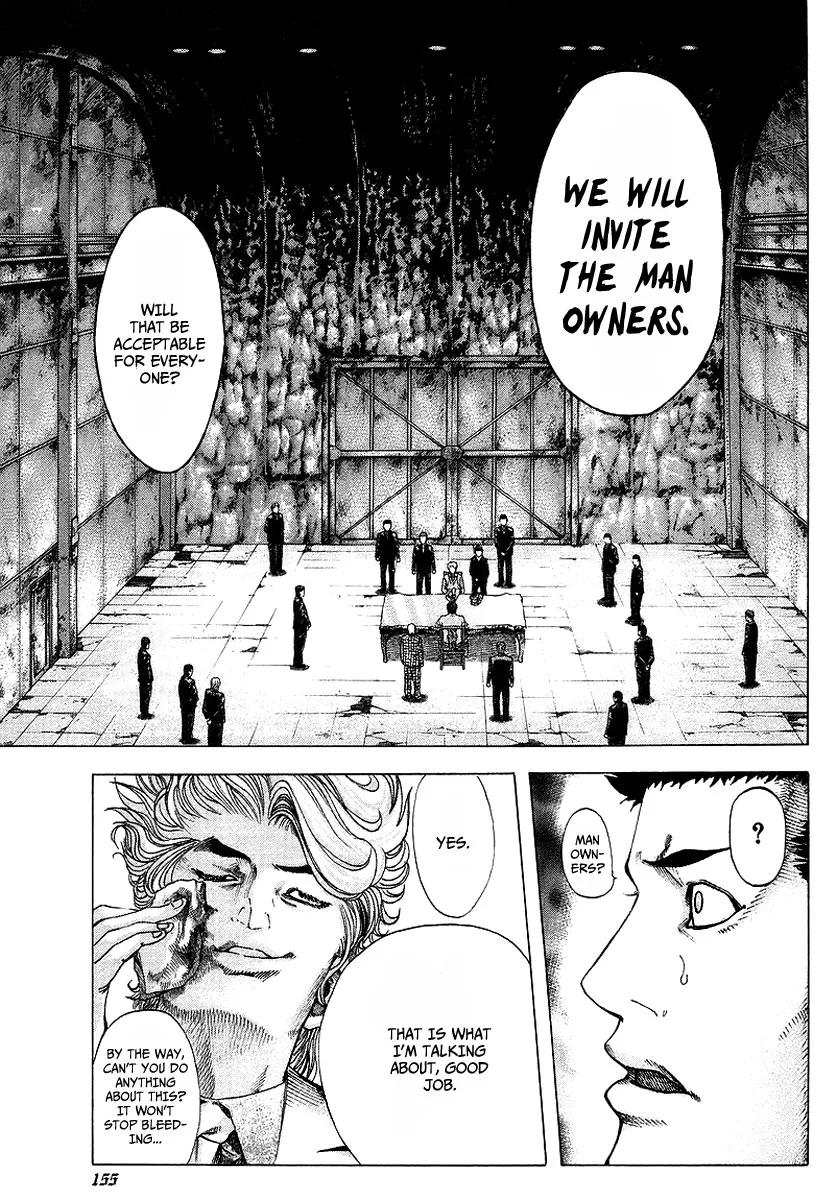 WE WILL
INVITE
THE MAN
OWNERS.
WILL
THAT BE
ACCEPTABLE
FOR EVERY-
ONE?
?
MAN
OWN-
ERS?
YES.
THAT IS WHAT
I'M TALKING
ABOUT, GOOD
JOB.
BY THE WAY,
CAN'T YOU DO
ANYTHING
ABOUT THIS?
IT WON'T
STOP BLEED-
ING...
155